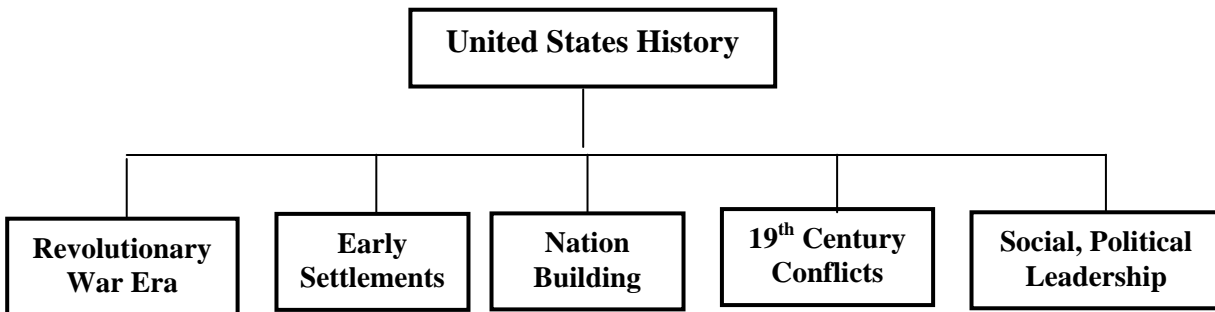 United States History
Revolutionary
War Era
Early
Settlements
Nation
Building
19th Century
Conflicts
Social, Political
Leadership